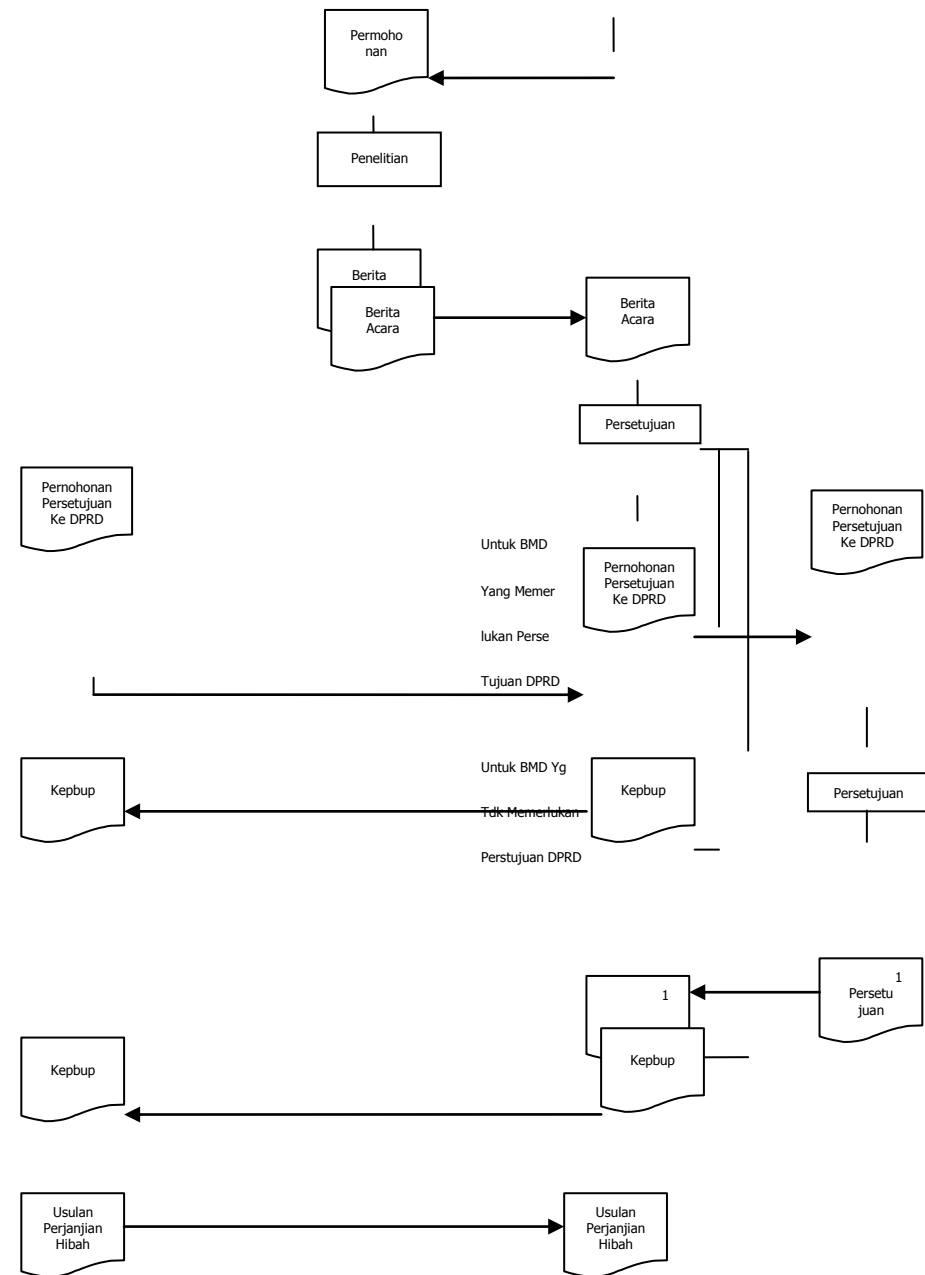 Permoho
nan
Penelitian
Berita
Berita
Acara
Berita
Acara
Persetujuan
Pernohonan
Persetujuan
Ke DPRD
Pernohonan
Persetujuan
Ke DPRD
Untuk BMD
Yang Memer
lukan Perse
Tujuan DPRD
Pernohonan
Persetujuan
Ke DPRD
Kepbup
Untuk BMD Yg
Tdk Memerlukan
Perstujuan DPRD
Kepbup
Persetujuan
1
1
Persetu
juan
Kepbup
Kepbup
Usulan
Perjanjian
Hibah
Usulan
Perjanjian
Hibah